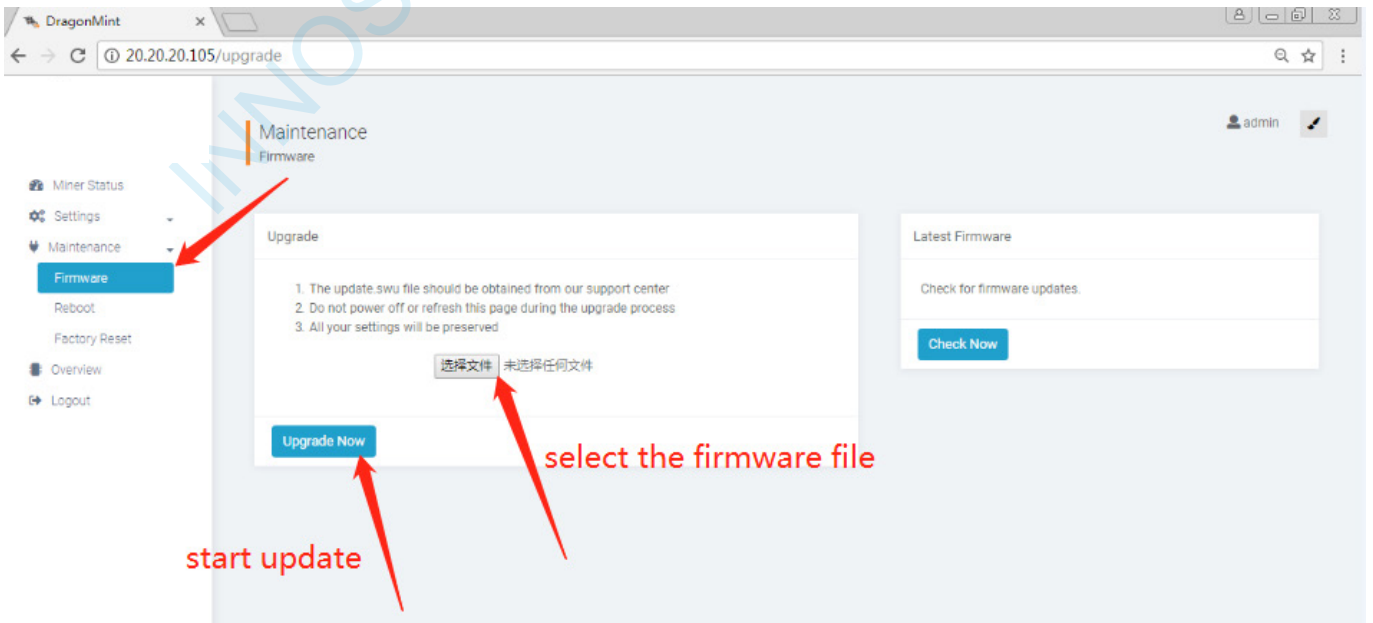 DragonMint
20.20.20.105/upgrade
INNOS
Maintenance
Firmware
admin
Miner Status
Settings
Maintenance
Firmware
Reboot
Factory Reset
Overview
Logout
Upgrade
1. The update.swu file should be obtained from our support center
2. Do not power off or refresh this page during the upgrade process
3. All your settings will be preserved
选择文件 未选择任何文件
Upgrade Now
Latest Firmware
Check for firmware updates.
Check Now
select the firmware file
start update